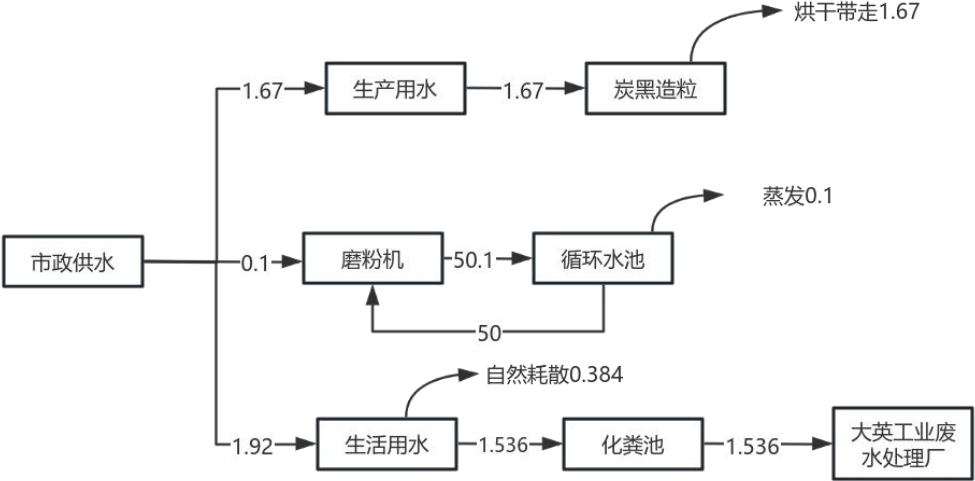 烘干带走1.67
1.67
生产用水
1.67
炭黑造粒
蒸发0.1
市政供水
0.1
磨粉机
50.1
循环水池
50
自然耗散0.384
1.92
生活用水
1.536
化粪池
1.536
大英工业废
水处理厂